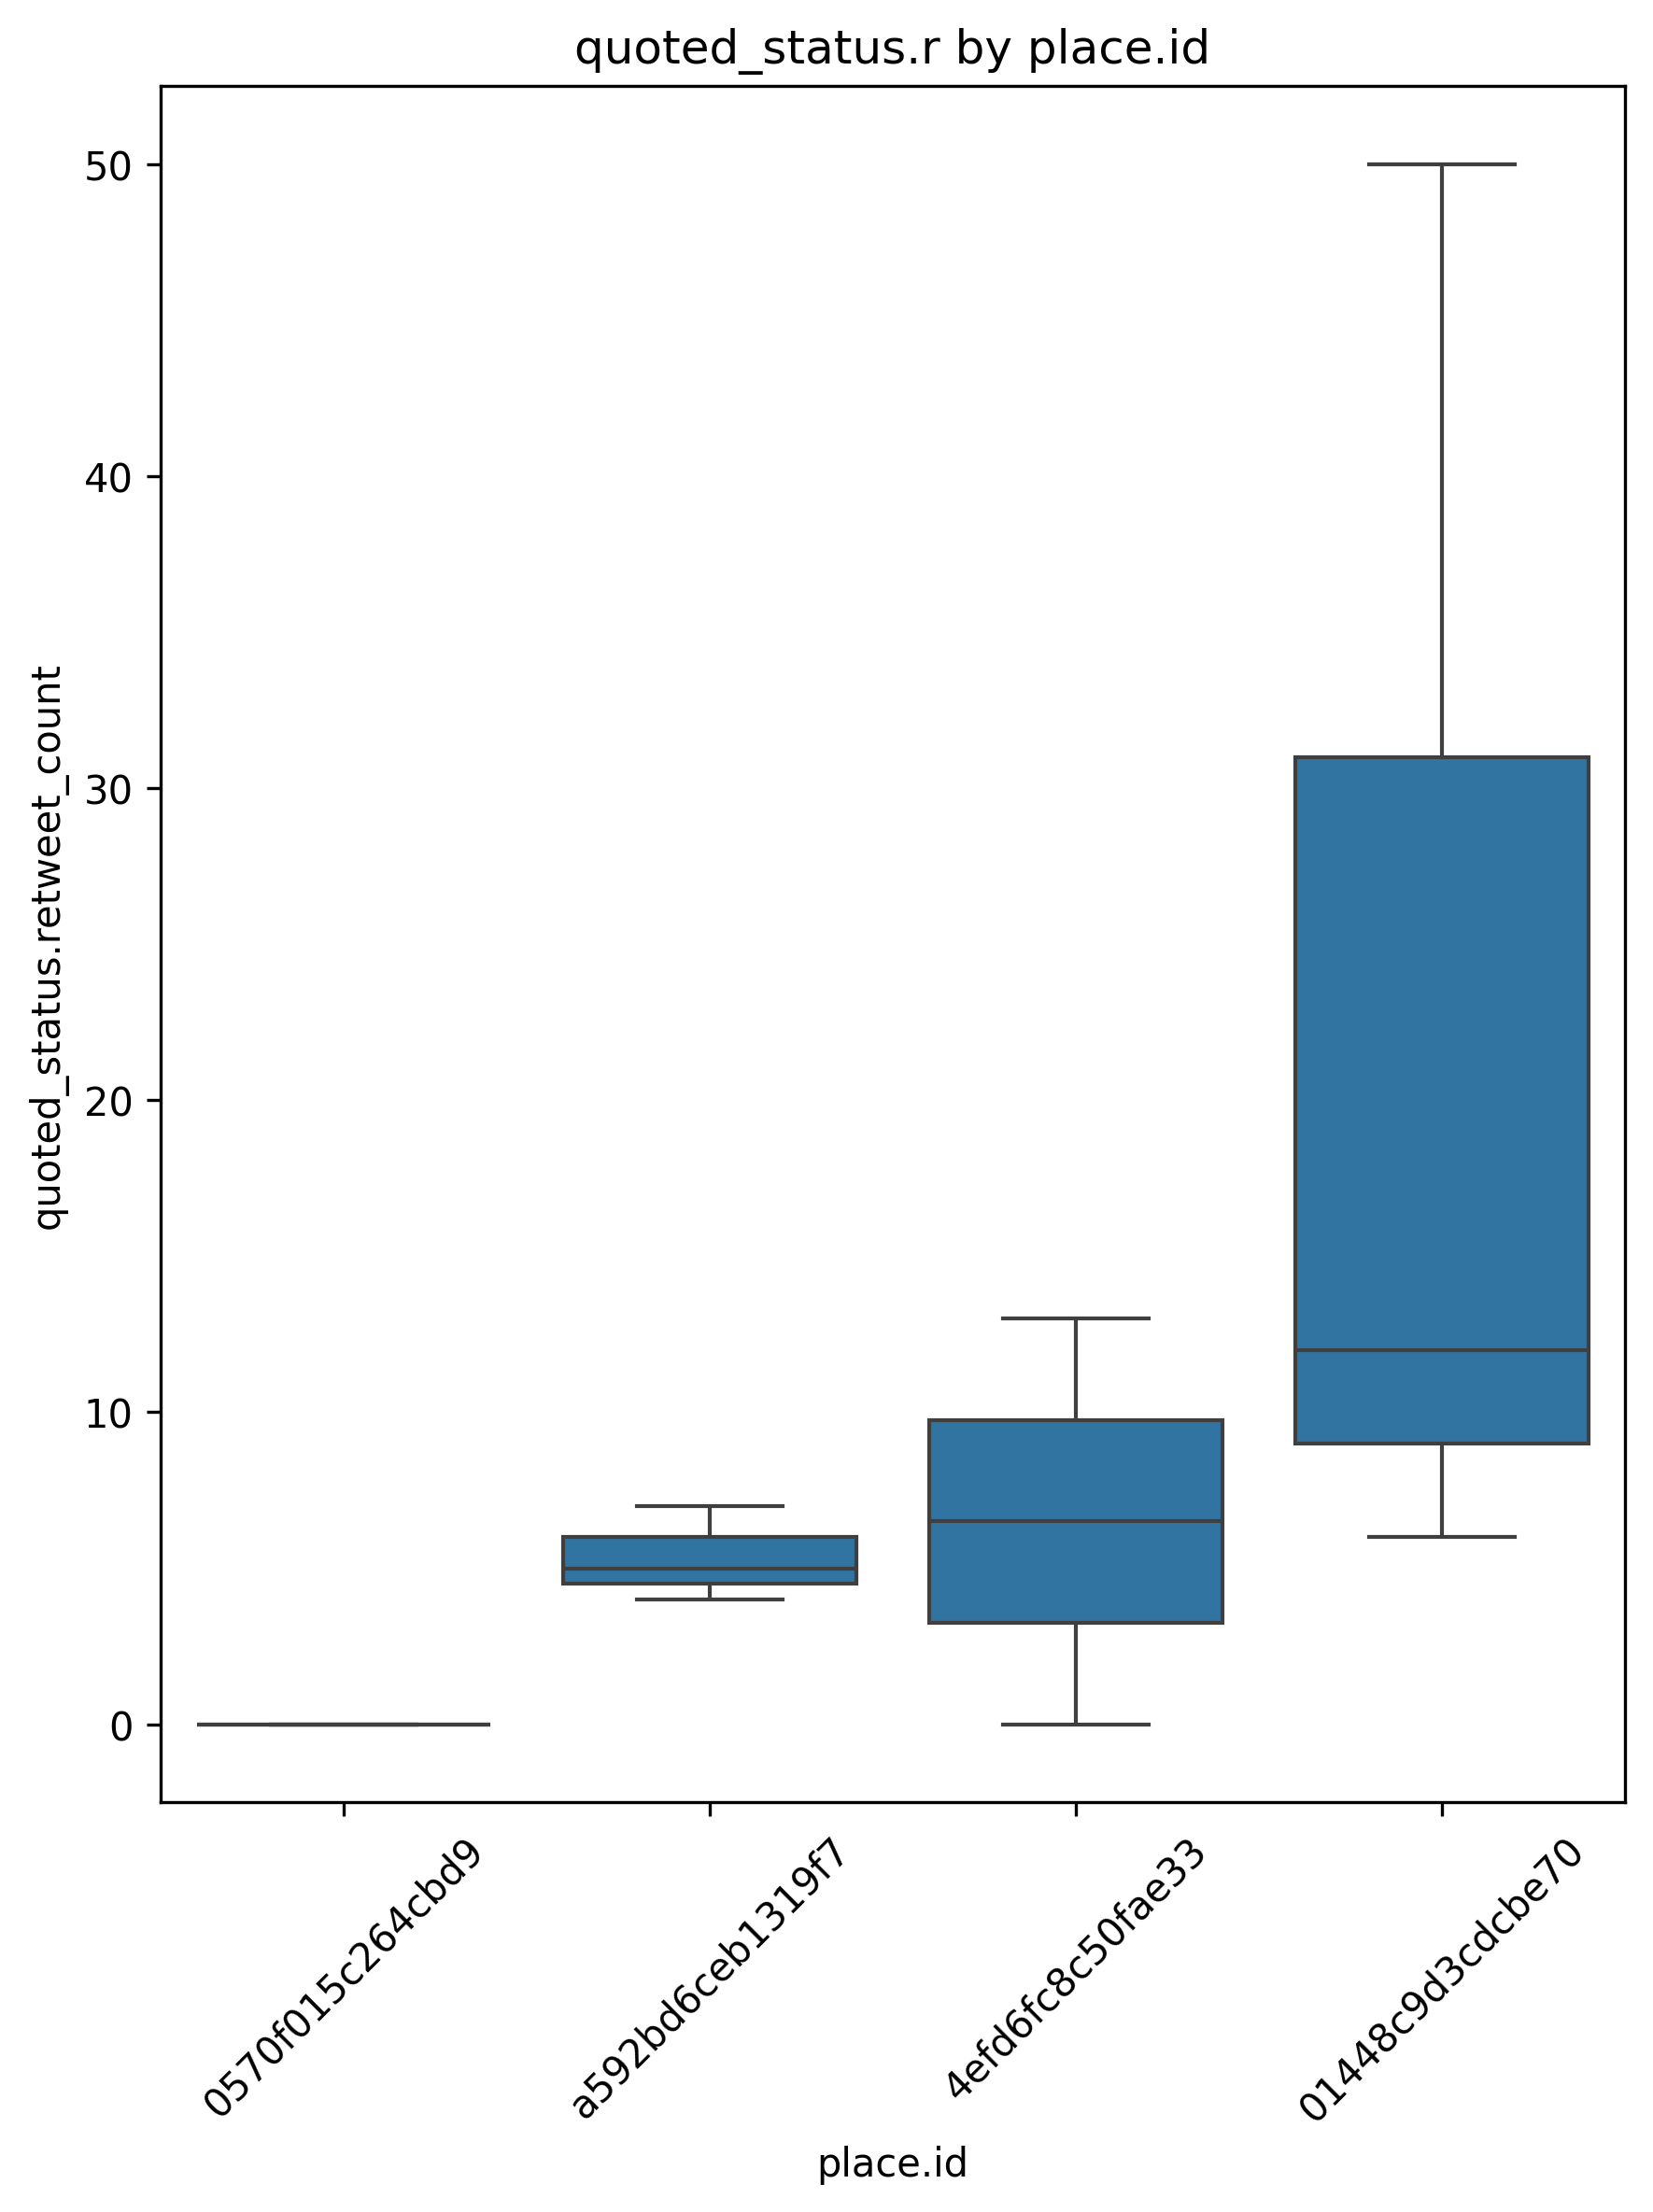 quoted_status.r by place.id
quoted_status.retweet_count
50
40
30
20
10
0
0570f015c264cbd9
a592bd6ceb1319f7
4efd6fc8c50fae33
01448c9d3cdcbe70
place.id